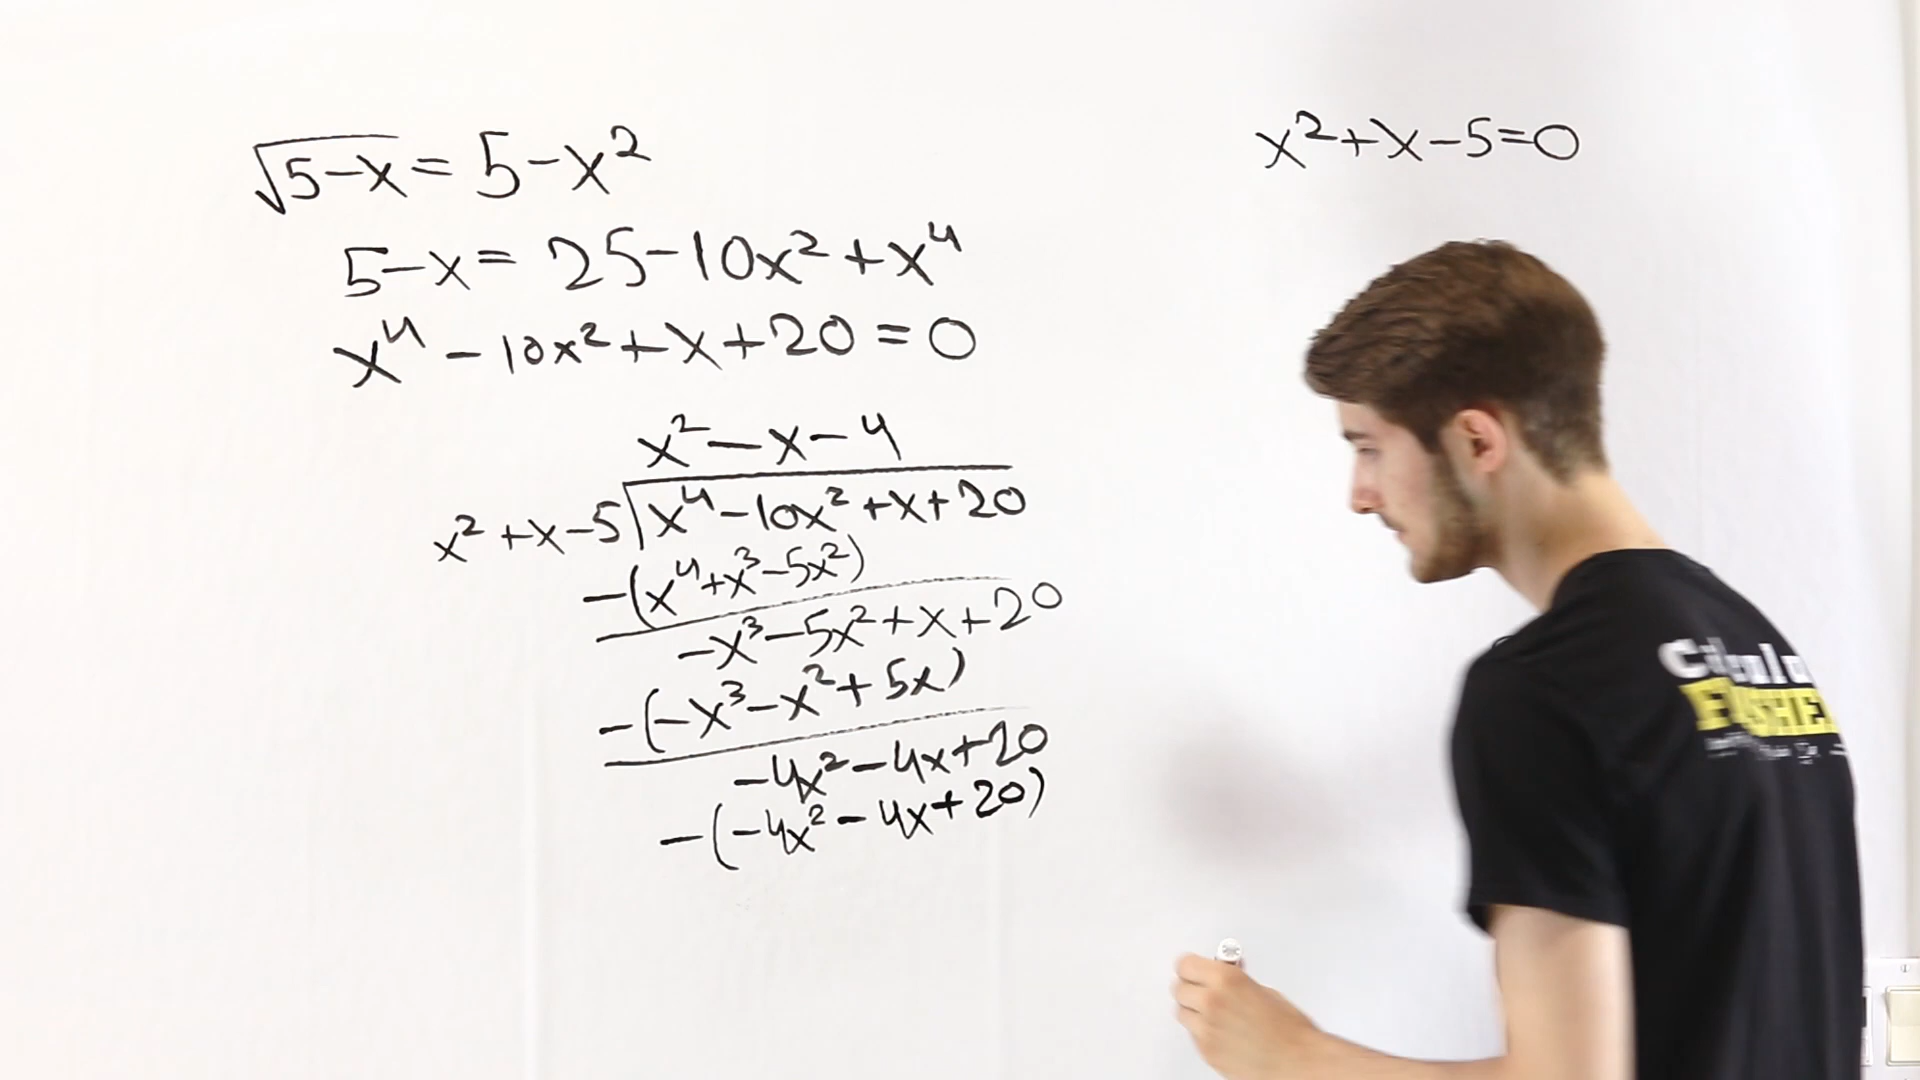 √(5-x) = 5-x²
5-x = 25-10x²+x⁴
x⁴-10x²+x+20=0
x²-x-4
x²+x-5 x⁴-10x²+x+20
-(x⁴+x³-5x²)
-x³-5x²+x+20
-(-x³-x²+5x)
-4x²-4x+20
-(-4x²-4x+20)
x²+x-5=0